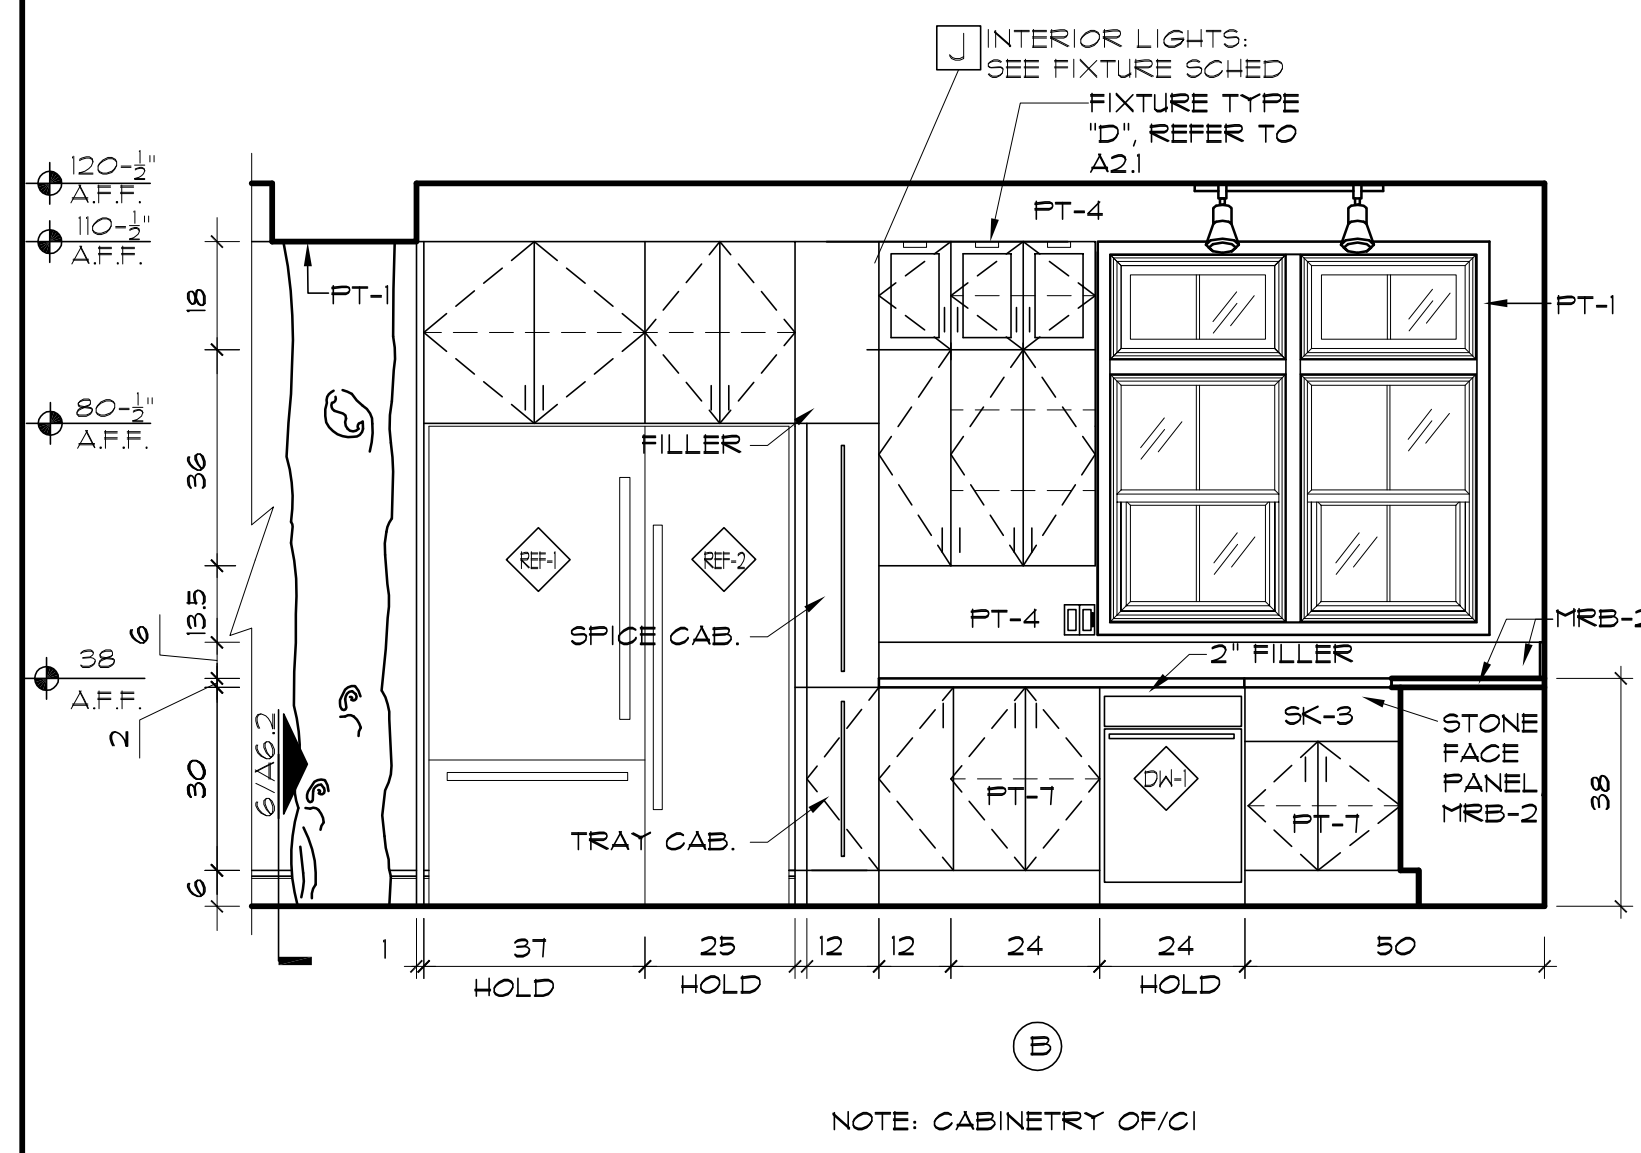 J
INTERIOR LIGHTS:
SEE FIXTURE SCHED
FIXTURE TYPE
"D", REFER TO
A2.1
120-1/2"
A.F.F.
110-1/2"
A.F.F.
PT-4
PT-1
PT-1
18
80-1/2"
A.F.F.
FILLER
36
REF-1
REF-2
13.5
6
SPICE CAB.
PT-4
MRB-2
38
A.F.F.
2" FILLER
2
6/A6.2
SK-3
STONE
FACE
PANEL
MRB-2
30
PT-7
DW-1
PT-7
38
TRAY CAB.
6
1
37
HOLD
25
HOLD
12
12
24
24
HOLD
50
B
NOTE: CABINETRY OF/CI